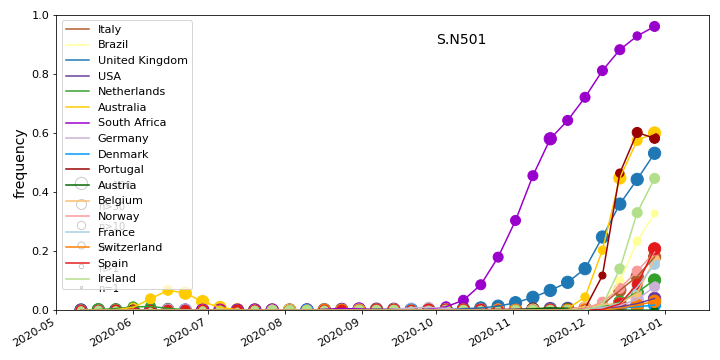 S.N501
frequency
1.0
0.8
0.6
0.4
0.2
0.0
Italy
Brazil
United Kingdom
USA
Netherlands
Australia
South Africa
Germany
Denmark
Portugal
Austria
Belgium
Norway
France
Switzerland
Spain
Ireland
2020-05
2020-06
2020-07
2020-08
2020-09
2020-10
2020-11
2020-12
2021-01